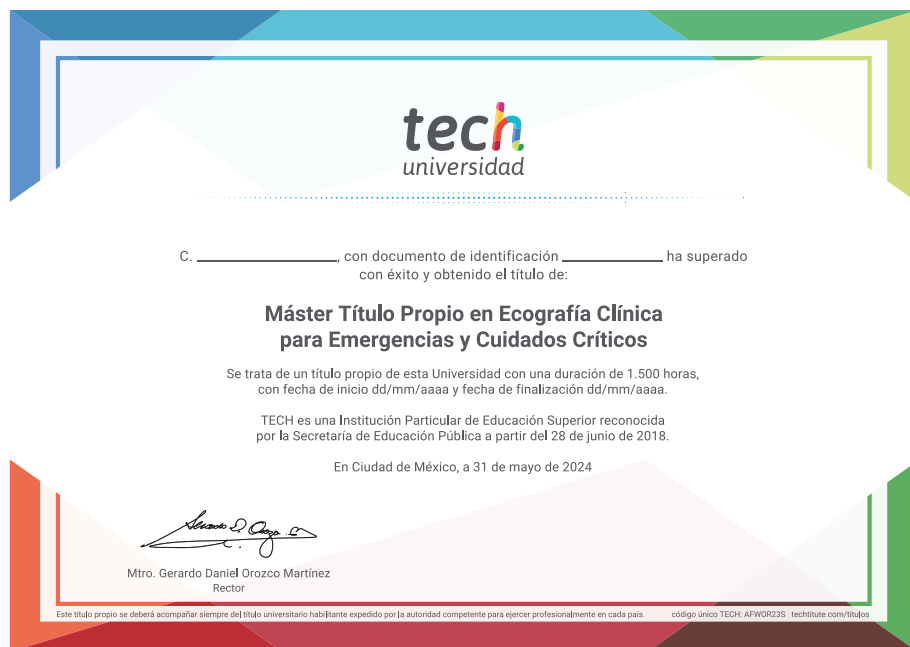 tech
universidad
C. ____________________, con documento de identificación ______________ ha superado
con éxito y obtenido el título de:
Máster Título Propio en Ecografía Clínica
para Emergencias y Cuidados Críticos
Se trata de un título propio de esta Universidad con una duración de 1.500 horas,
con fecha de inicio dd/mm/aaaa y fecha de finalización dd/mm/aaaa.
TECH es una Institución Particular de Educación Superior reconocida
por la Secretaría de Educación Pública a partir del 28 de junio de 2018.
En Ciudad de México, a 31 de mayo de 2024
Mtro. Gerardo Daniel Orozco Martínez
Rector
Este título propio se deberá acompañar siempre del título universitario habilitante expedido por la autoridad competente para ejercer profesionalmente en cada país. código único TECH: AFWOR23S techtitute.com/titulos